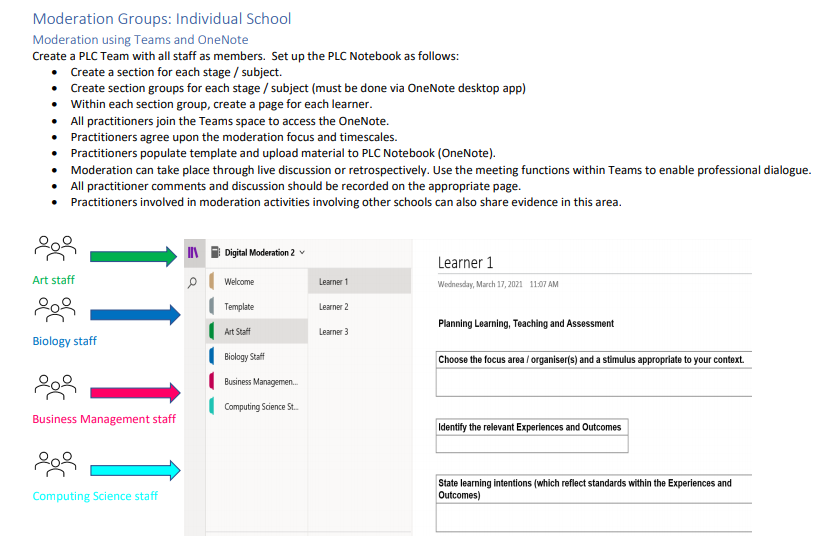 Moderation Groups: Individual School
Moderation using Teams and OneNote
Create a PLC Team with all staff as members.  Set up the PLC Notebook as follows:
• Create a section for each stage / subject.
• Create section groups for each stage / subject (must be done via OneNote desktop app)
• Within each section group, create a page for each learner.
• All practitioners join the Teams space to access the OneNote.
• Practitioners agree upon the moderation focus and timescales.
• Practitioners populate template and upload material to PLC Notebook (OneNote).
• Moderation can take place through live discussion or retrospectively. Use the meeting functions within Teams to enable professional dialogue.
• All practitioner comments and discussion should be recorded on the appropriate page.
• Practitioners involved in moderation activities involving other schools can also share evidence in this area.
Art staff
Biology staff
Business Management staff
Computing Science staff
Digital Moderation 2
Welcome
Template
Art Staff
Biology Staff
Business Managemen...
Computing Science St...
Learner 1
Learner 2
Learner 3
Learner 1
Wednesday, March 17, 2021 11:07 AM
Planning Learning, Teaching and Assessment
Choose the focus area / organiser(s) and a stimulus appropriate to your context.
Identify the relevant Experiences and Outcomes
State learning intentions (which reflect standards within the Experiences and
Outcomes)